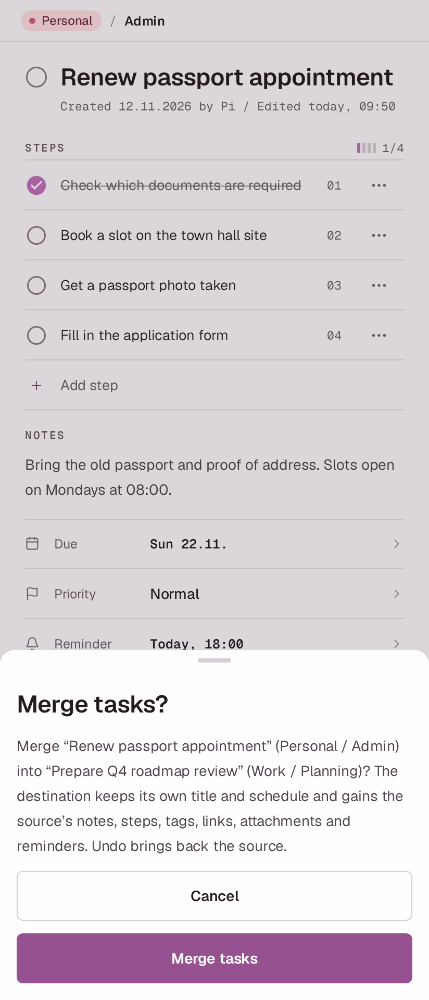 Personal / Admin
Renew passport appointment
Created 12.11.2026 by Pi / Edited today, 09:50
STEPS 1/4
Check which documents are required 01
Book a slot on the town hall site 02
Get a passport photo taken 03
Fill in the application form 04
Add step
NOTES
Bring the old passport and proof of address. Slots open
on Mondays at 08:00.
Due Sun 22.11.
Priority Normal
Reminder Today, 18:00
Merge tasks?
Merge “Renew passport appointment” (Personal / Admin)
into “Prepare Q4 roadmap review” (Work / Planning)? The
destination keeps its own title and schedule and gains the
source’s notes, steps, tags, links, attachments and
reminders. Undo brings back the source.
Cancel
Merge tasks